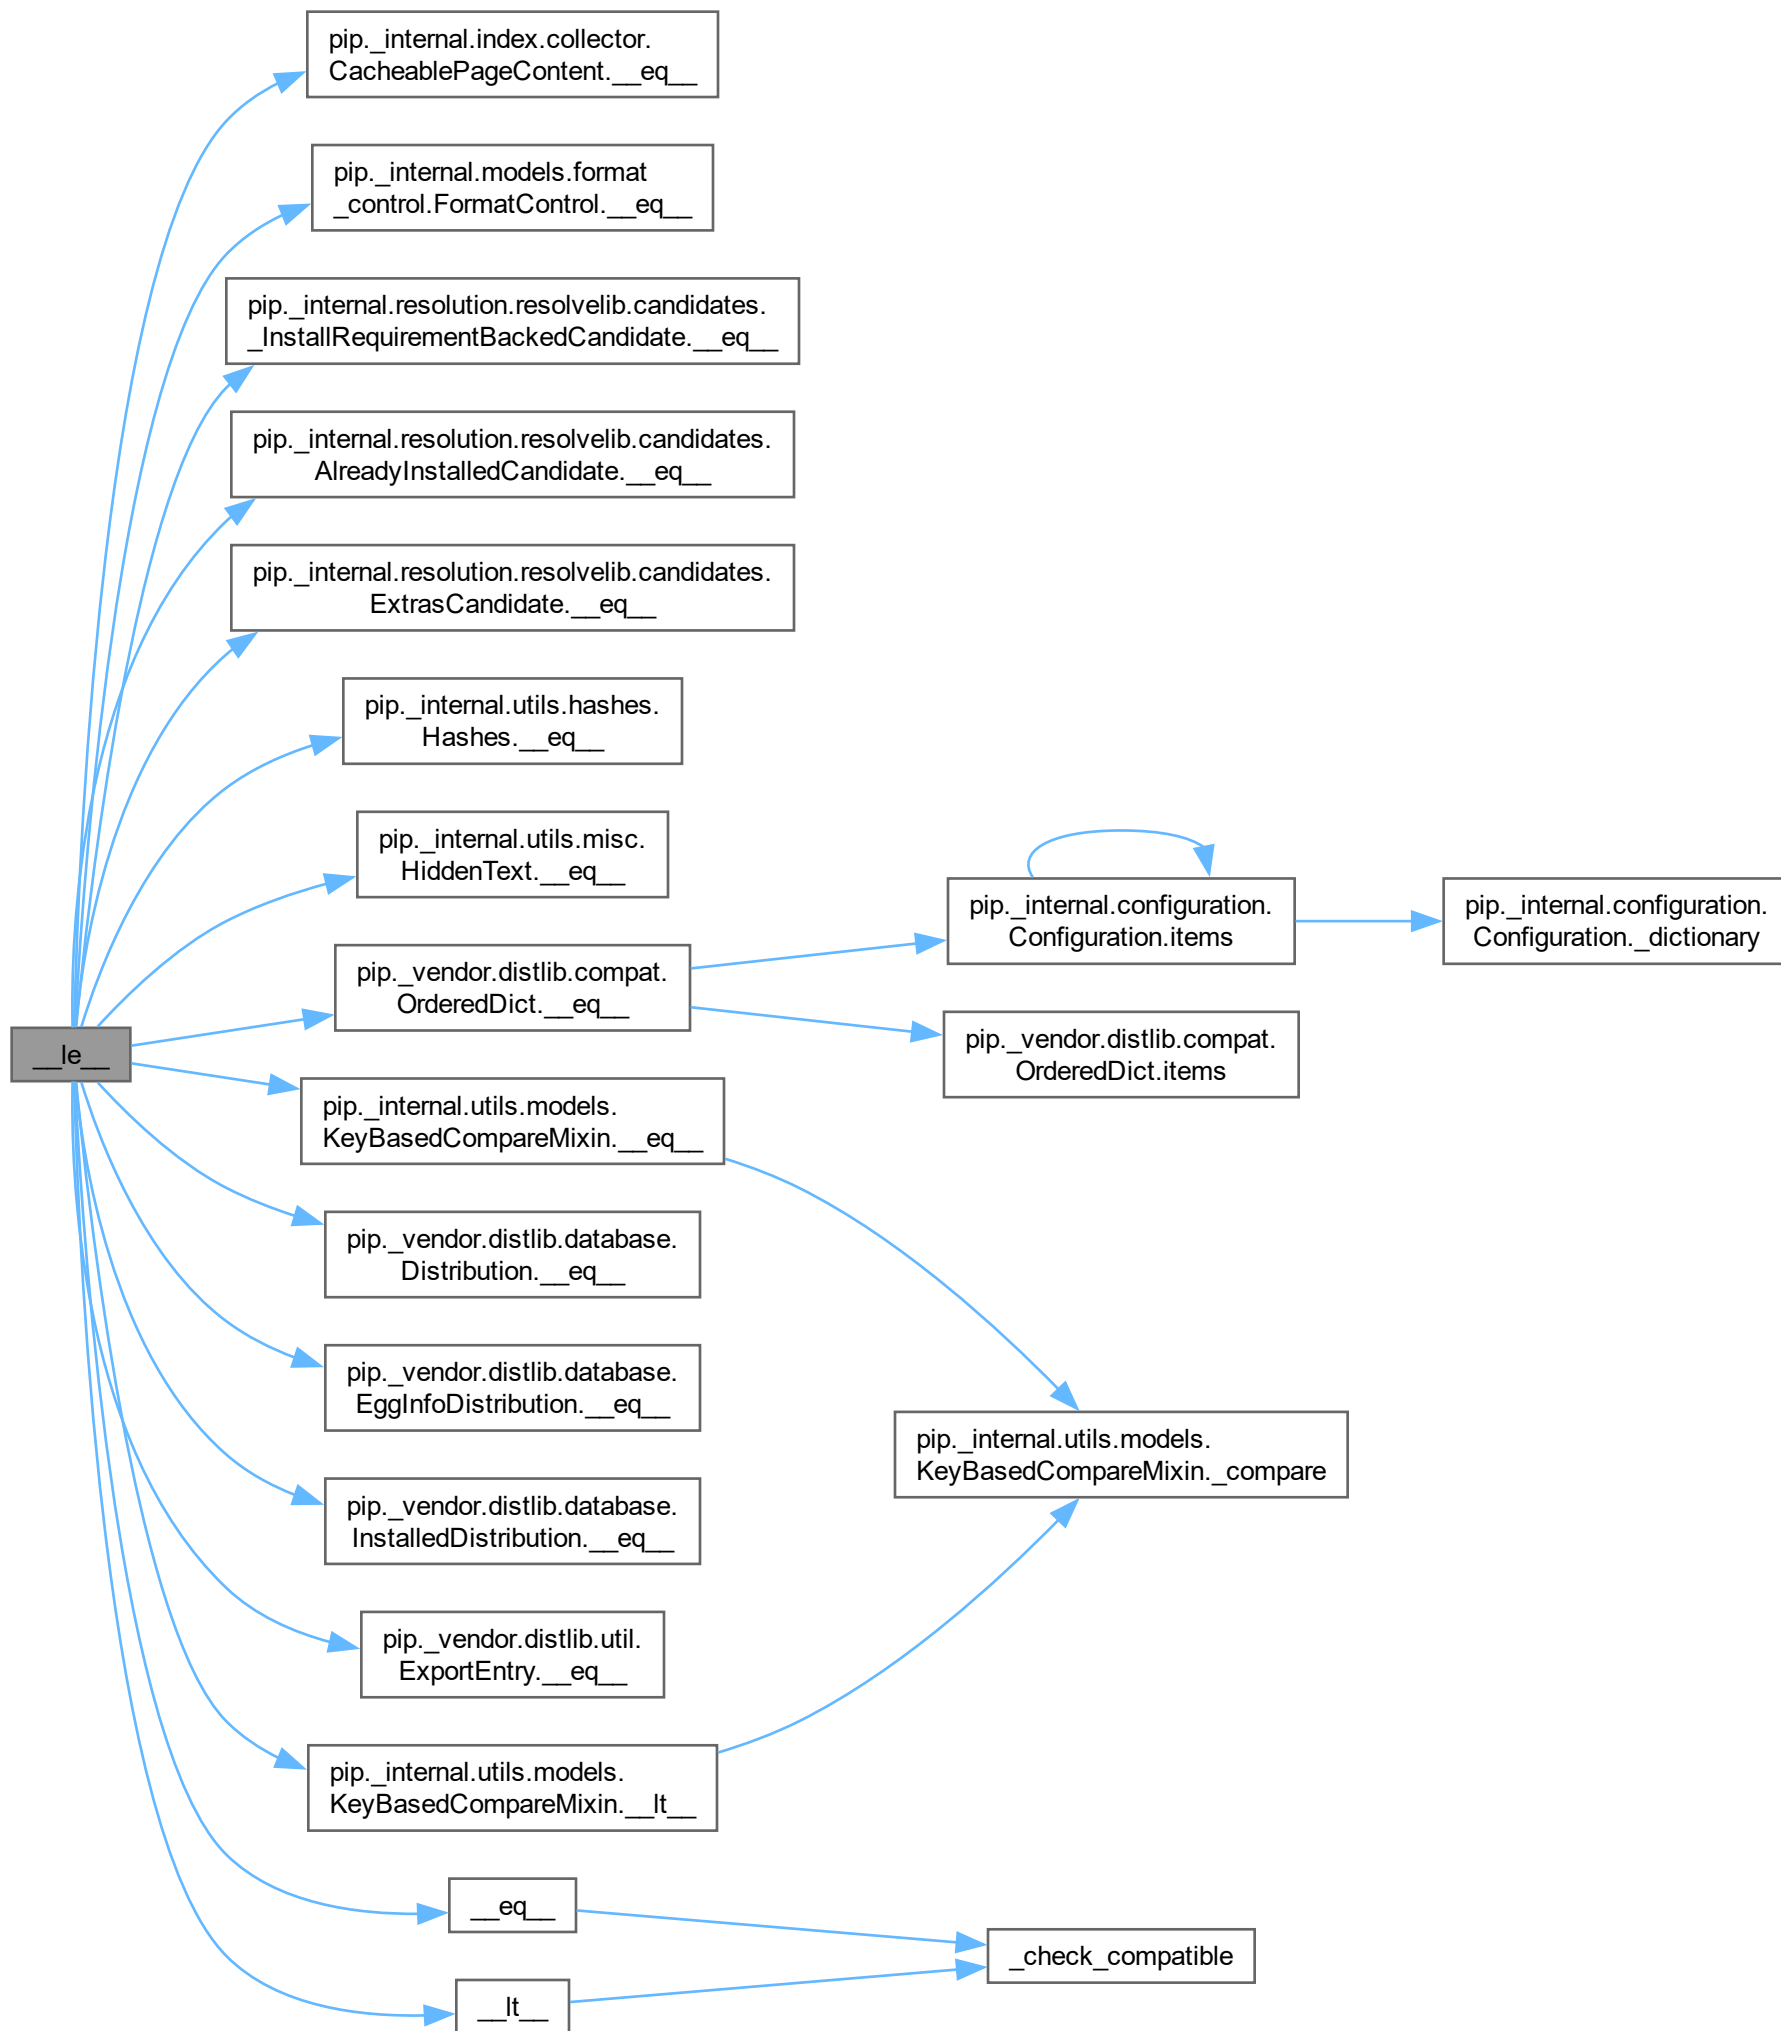 pip._internal.index.collector.
CacheablePageContent.__eq__
pip._internal.models.format
_control.FormatControl.__eq__
pip._internal.resolution.resolvelib.candidates.
_InstallRequirementBackedCandidate.__eq__
pip._internal.resolution.resolvelib.candidates.
AlreadyInstalledCandidate.__eq__
pip._internal.resolution.resolvelib.candidates.
ExtrasCandidate.__eq__
pip._internal.utils.hashes.
Hashes.__eq__
pip._internal.utils.misc.
HiddenText.__eq__
pip._internal.configuration.
Configuration.items
pip._internal.configuration.
Configuration._dictionary
pip._vendor.distlib.compat.
OrderedDict.__eq__
pip._vendor.distlib.compat.
OrderedDict.items
__le__
pip._internal.utils.models.
KeyBasedCompareMixin.__eq__
pip._vendor.distlib.database.
Distribution.__eq__
pip._vendor.distlib.database.
EggInfoDistribution.__eq__
pip._internal.utils.models.
KeyBasedCompareMixin._compare
pip._vendor.distlib.database.
InstalledDistribution.__eq__
pip._vendor.distlib.util.
ExportEntry.__eq__
pip._internal.utils.models.
KeyBasedCompareMixin.__lt__
__eq__
_check_compatible
__lt__